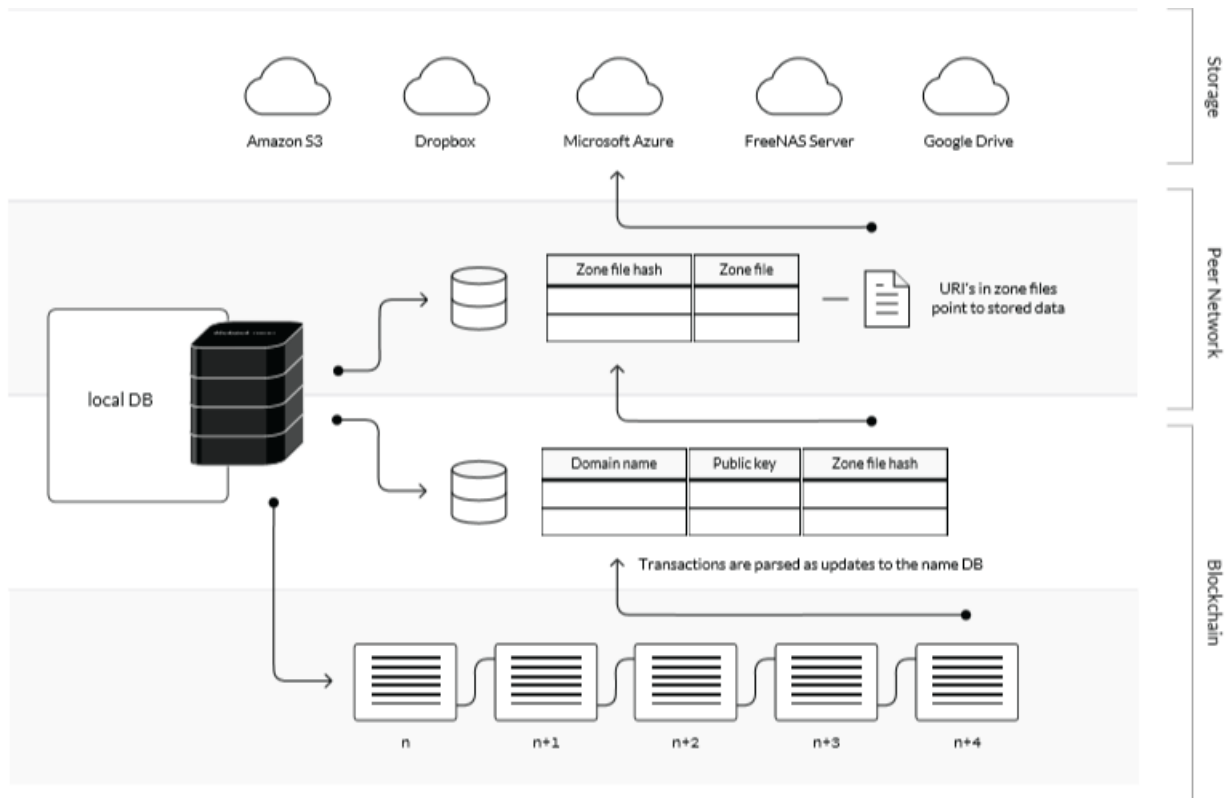 Storage
Amazon S3
Dropbox
Microsoft Azure
FreeNAS Server
Google Drive
Peer Network
Zone file hash
Zone file
URI's in zone files
point to stored data
local DB
Blockchain
Domain name
Public key
Zone file hash
Transactions are parsed as updates to the name DB
n
n+1
n+2
n+3
n+4